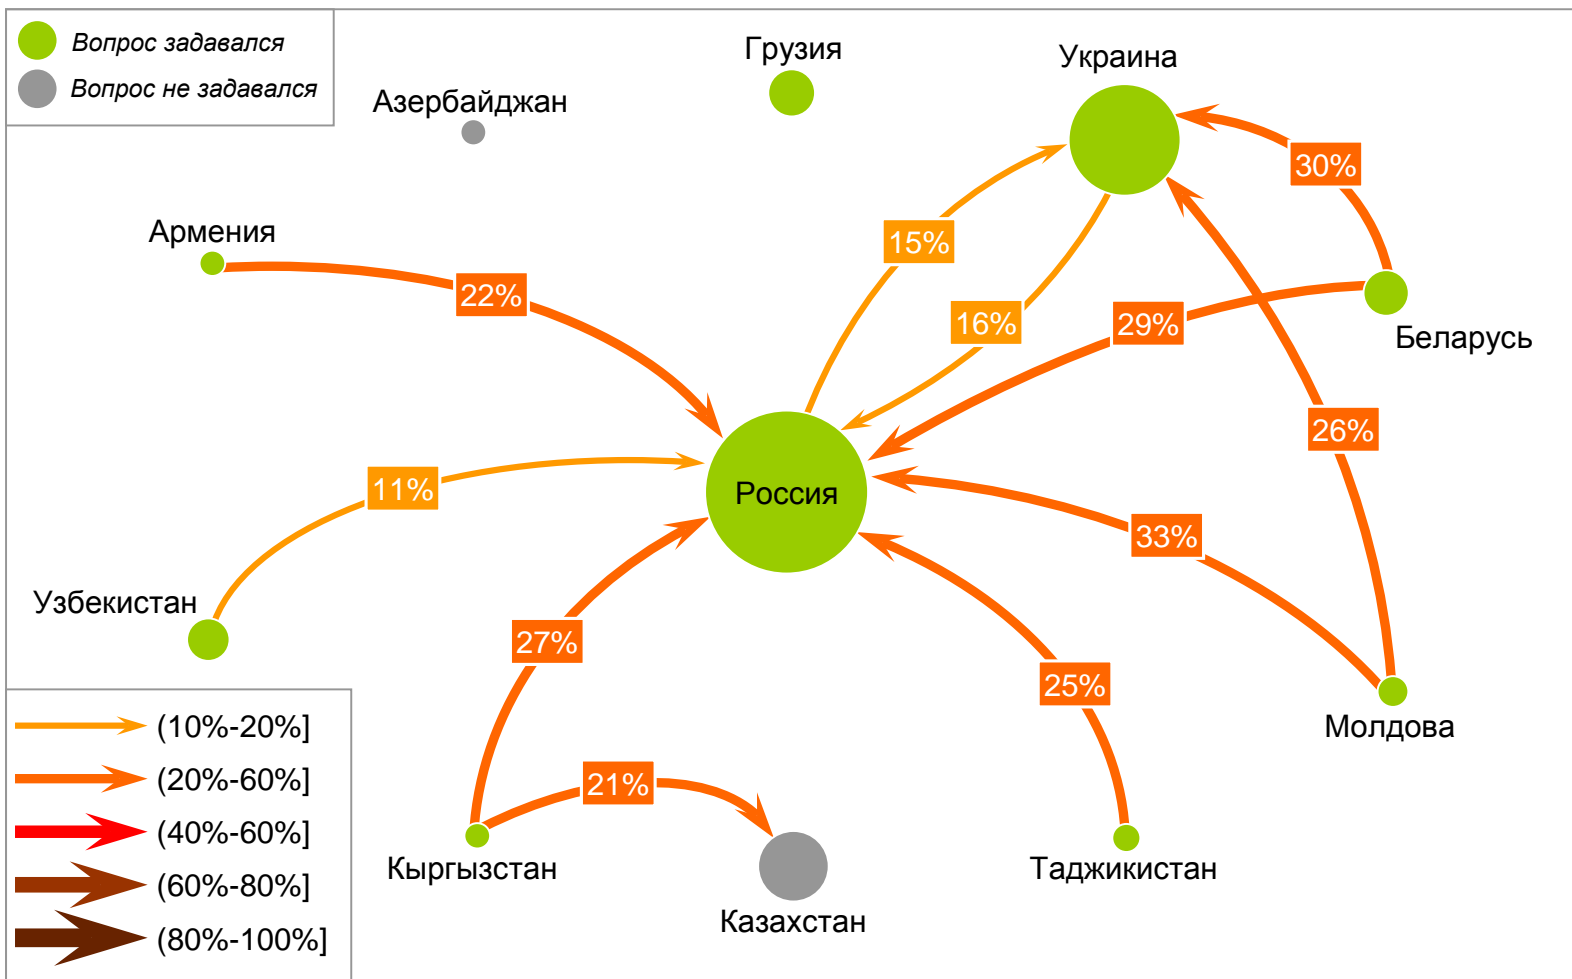 Вопрос задавался
Вопрос не задавался
Грузия
Украина
Азербайджан
30%
Армения
15%
22%
16%
29%
Беларусь
26%
11%
Россия
33%
Узбекистан
27%
25%
Молдова
21%
Кыргызстан
Таджикистан
Казахстан
(10%-20%]
(20%-60%]
(40%-60%]
(60%-80%]
(80%-100%]